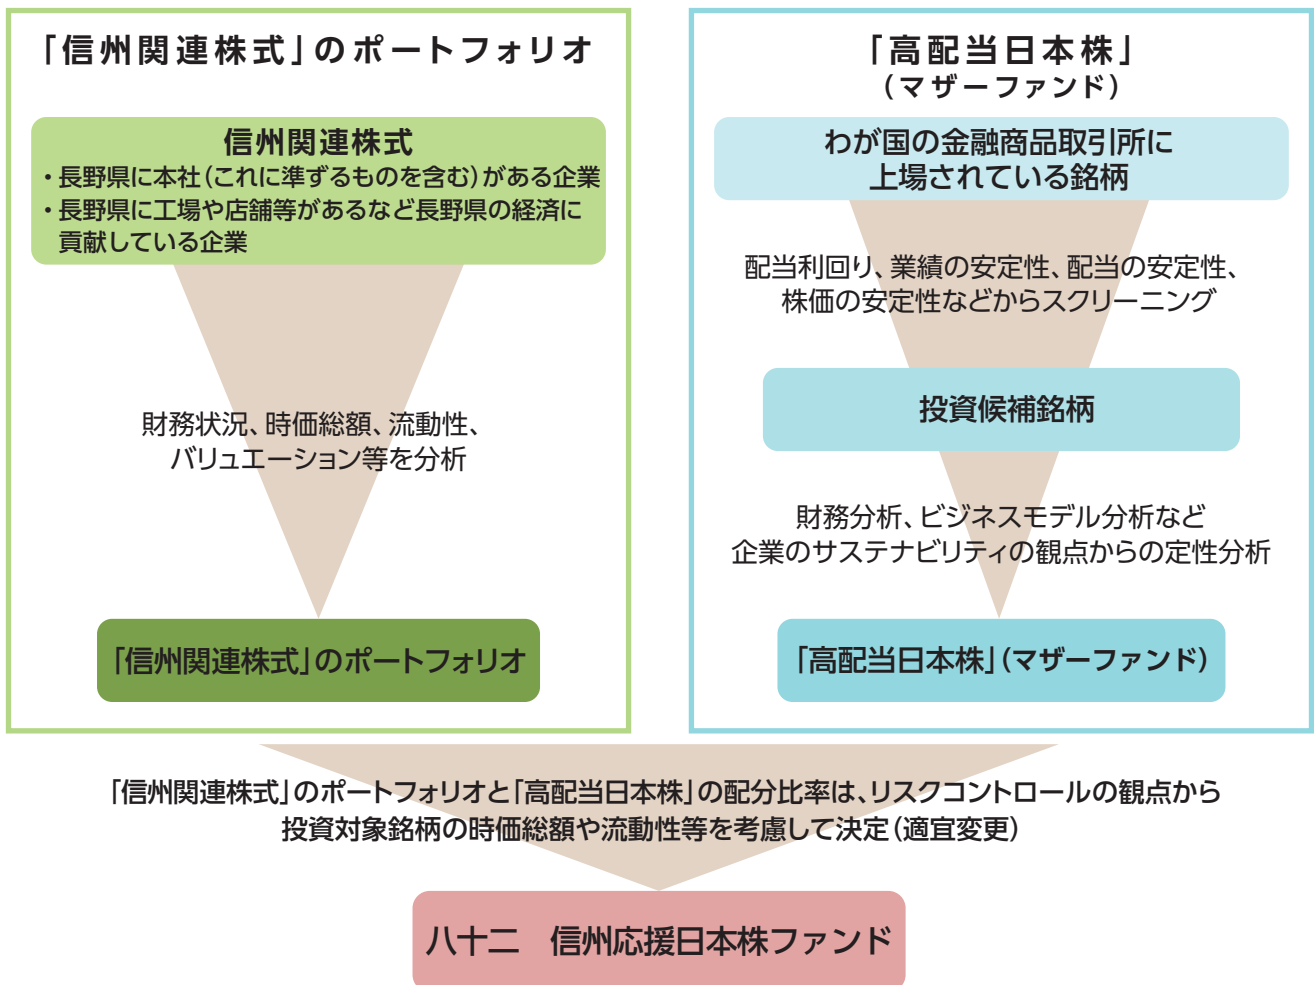 「信州関連株式」のポートフォリオ
信州関連株式
・長野県に本社（これに準ずるものを含む）がある企業
・長野県に工場や店舗等があるなど長野県の経済に
貢献している企業
財務状況、時価総額、流動性、
バリュエーション等を分析
「信州関連株式」のポートフォリオ
「高配当日本株」
（マザーファンド）
わが国の金融商品取引所に
上場されている銘柄
配当利回り、業績の安定性、配当の安定性、
株価の安定性などからスクリーニング
投資候補銘柄
財務分析、ビジネスモデル分析など
企業のサステナビリティの観点からの定性分析
「高配当日本株」（マザーファンド）
「信州関連株式」のポートフォリオと「高配当日本株」の配分比率は、リスクコントロールの観点から
投資対象銘柄の時価総額や流動性等を考慮して決定（適宜変更）
八十二　信州応援日本株ファンド